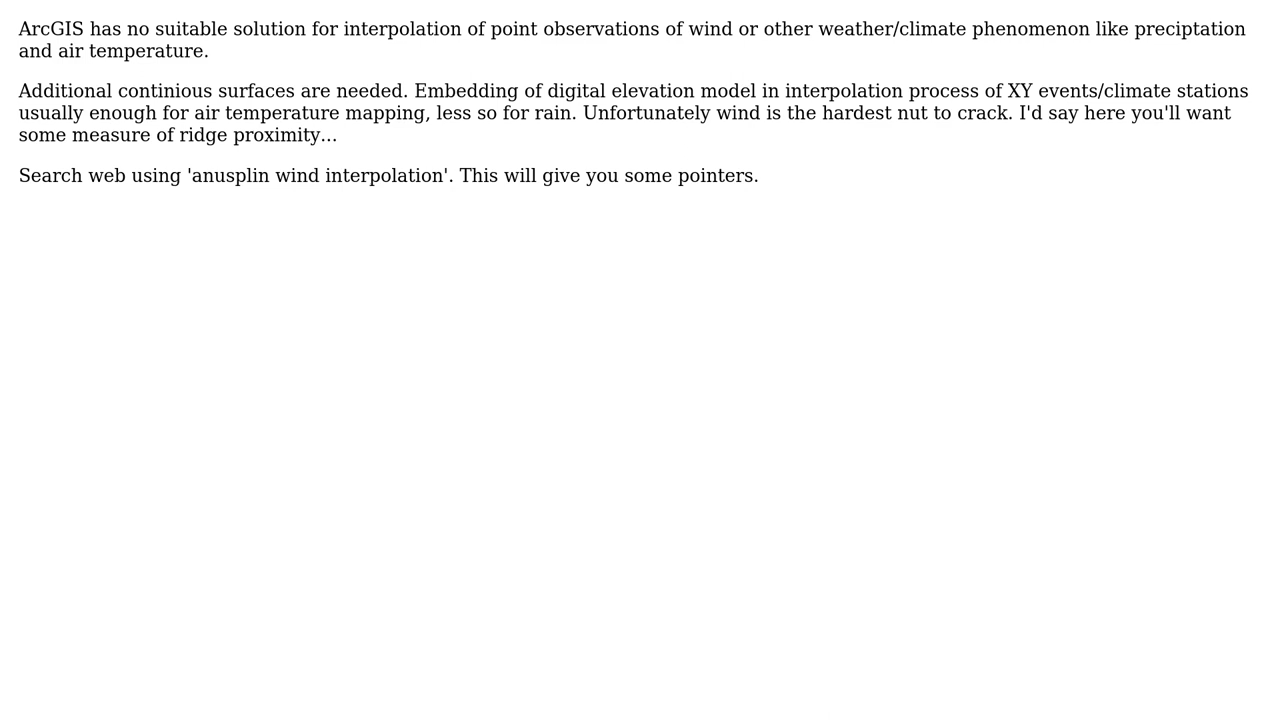 ArcGIS has no suitable solution for interpolation of point observations of wind or other weather/climate phenomenon like preciptation
and air temperature.
Additional continious surfaces are needed. Embedding of digital elevation model in interpolation process of XY events/climate stations
usually enough for air temperature mapping, less so for rain. Unfortunately wind is the hardest nut to crack. I'd say here you'll want
some measure of ridge proximity...
Search web using 'anusplin wind interpolation'. This will give you some pointers.